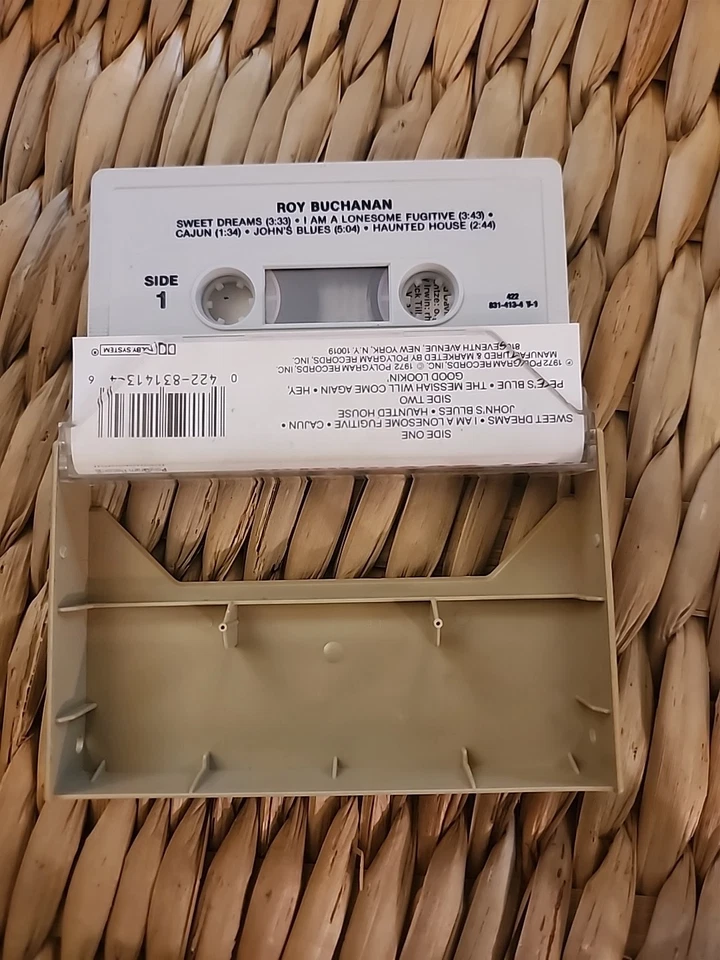 ROY BUCHANAN
SWEET DREAMS (3:33) • I AM A LONESOME FUGITIVE (3:43) •
CAJUN (1:34) • JOHN'S BLUES (5:04) • HAUNTED HOUSE (2:44)
SIDE
1
422
831-413-4 V-1
SIDE ONE
SWEET DREAMS • I AM A LONESOME FUGITIVE • CAJUN •
JOHN'S BLUES • HAUNTED HOUSE
SIDE TWO
PETE'S BLUE • THE MESSIAH WILL COME AGAIN • HEY,
GOOD LOOKIN'
℗ 1972 POLYGRAM RECORDS, INC. © 1972 POLYGRAM RECORDS, INC. •
MANUFACTURED & MARKETED BY POLYGRAM RECORDS, INC.
810 SEVENTH AVENUE, NEW YORK, N.Y. 10019
DOLBY SYSTEM
0 422-831413-4 6